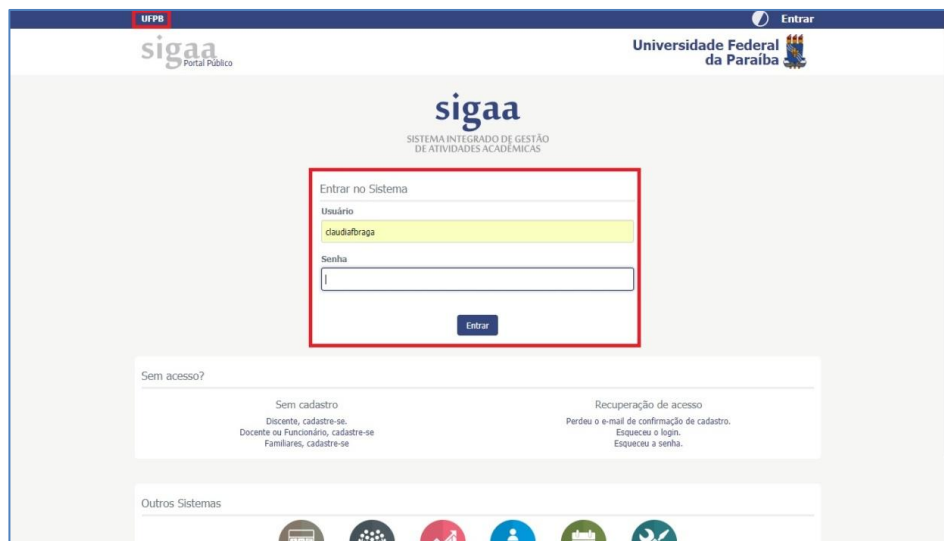 UFPB
Entrar
sigaa
Portal Público
Universidade Federal
da Paraíba
sigaa
SISTEMA INTEGRADO DE GESTÃO
DE ATIVIDADES ACADÊMICAS
Entrar no Sistema
Usuário
claudiafbraga
Senha
Entrar
Sem acesso?
Sem cadastro
Discente, cadastre-se.
Docente ou Funcionário, cadastre-se
Familiares, cadastre-se
Recuperação de acesso
Perdeu o e-mail de confirmação de cadastro.
Esqueceu o login.
Esqueceu a senha.
Outros Sistemas